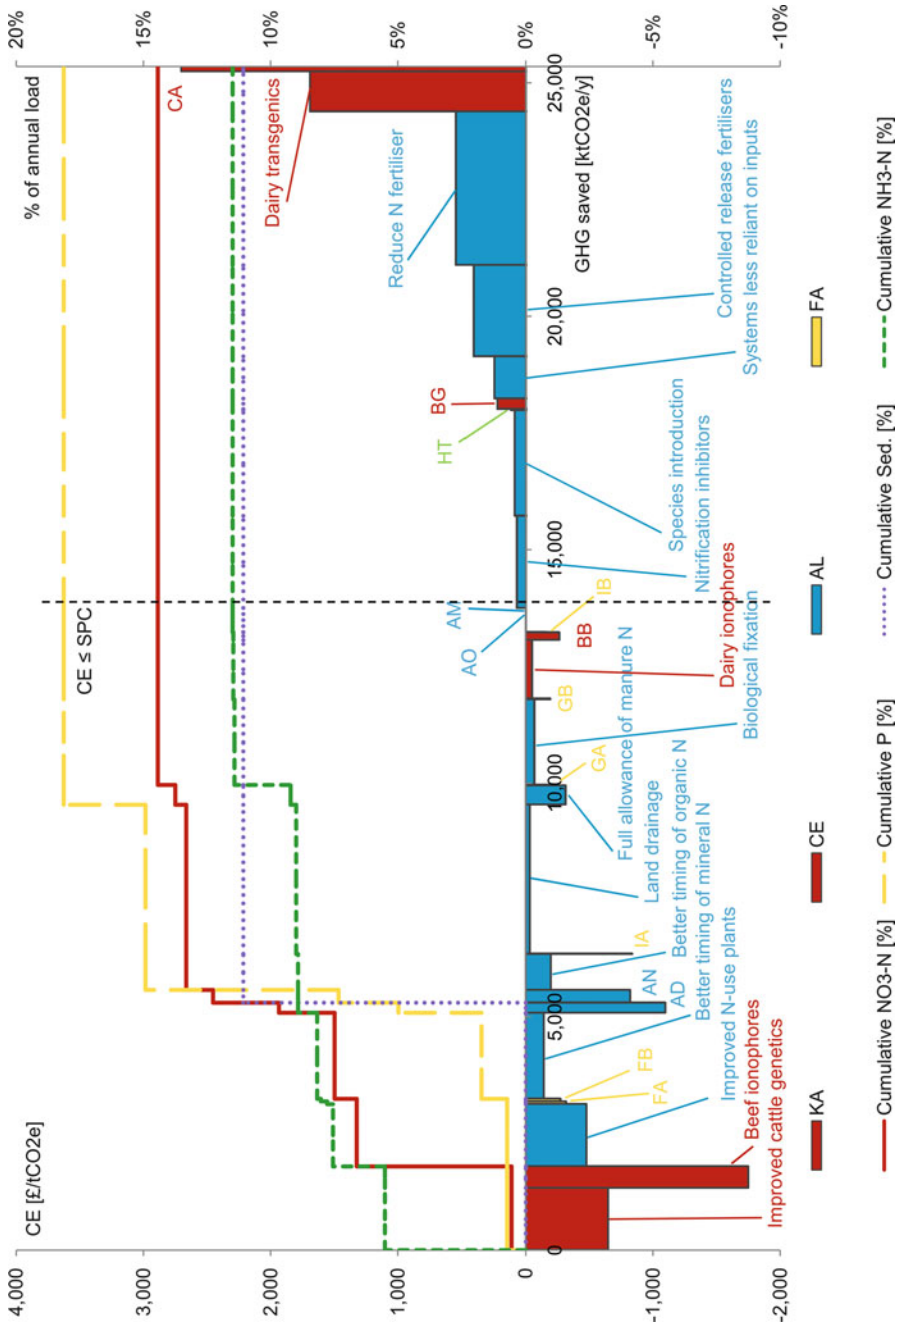 CE [£/tCO2e]
% of annual load
4,000
3,000
2,000
1,000
0
-1,000
-2,000
20%
15%
10%
5%
0%
-5%
-10%
CE ≤ SPC
0
5,000
10,000
15,000
20,000
25,000
GHG saved [ktCO2e/y]
CA
Dairy transgenics
Reduce N fertiliser
BG
HT
AM
AO
Controlled release fertilisers
Systems less reliant on inputs
Species introduction
Nitrification inhibitors
IB
BB
Dairy ionophores
Biological fixation
GB
GA
Full allowance of manure N
Land drainage
IA
Better timing of organic N
Better timing of mineral N
AN
AD
Improved N-use plants
FB
FA
Beef ionophores
Improved cattle genetics
KA
CE
AL
FA
Cumulative NO3-N [%]
Cumulative P [%]
Cumulative Sed. [%]
Cumulative NH3-N [%]